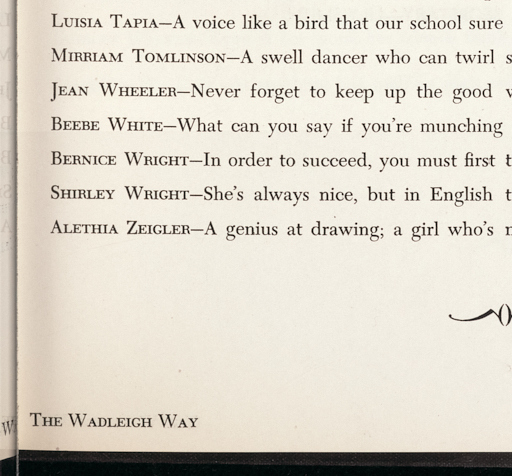 LUISIA TAPIA—A voice like a bird that our school sure
MIRRIAM TOMLINSON—A swell dancer who can twirl
JEAN WHEELER—Never forget to keep up the good
BEEBE WHITE—What can you say if you're munching
BERNICE WRIGHT—In order to succeed, you must first
SHIRLEY WRIGHT—She's always nice, but in English
ALETHIA ZEIGLER—A genius at drawing; a girl who's
THE WADLEIGH WAY